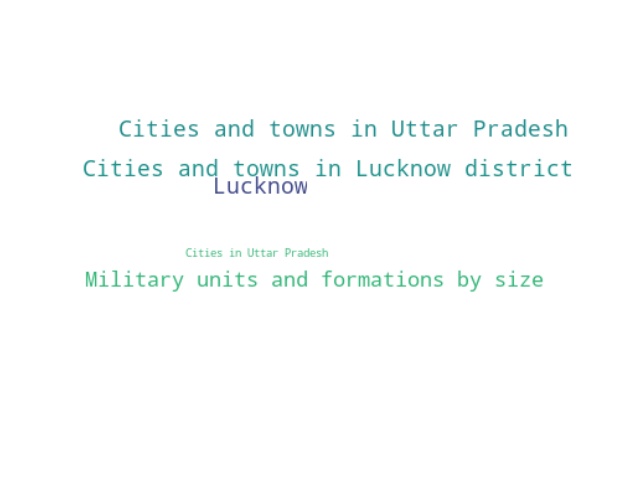 Cities and towns in Uttar Pradesh
Cities and towns in Lucknow district
Lucknow
Cities in Uttar Pradesh
Military units and formations by size